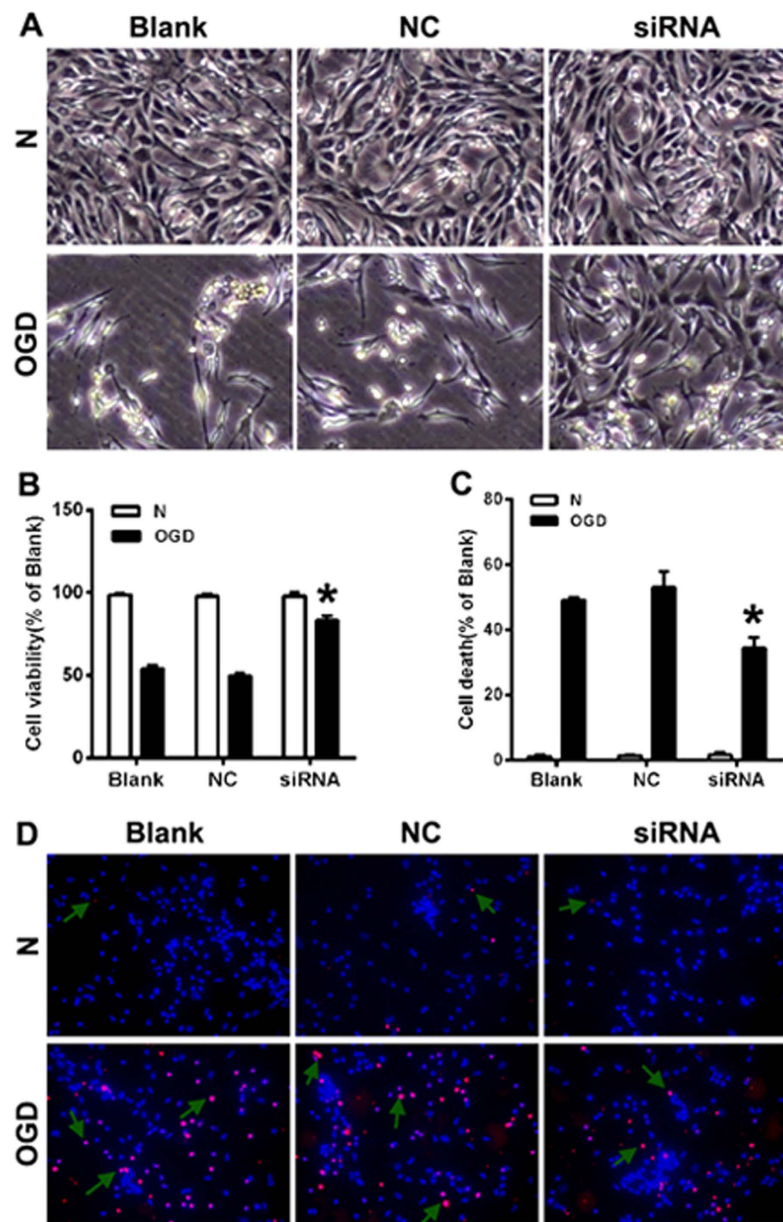 A
Blank NC siRNA
N
OGD
B
Cell viability(% of Blank)
150
100
50
0
N
OGD
*
Blank NC siRNA
C
Cell death(% of Blank)
80
60
40
20
0
N
OGD
*
Blank NC siRNA
D
Blank NC siRNA
N
OGD